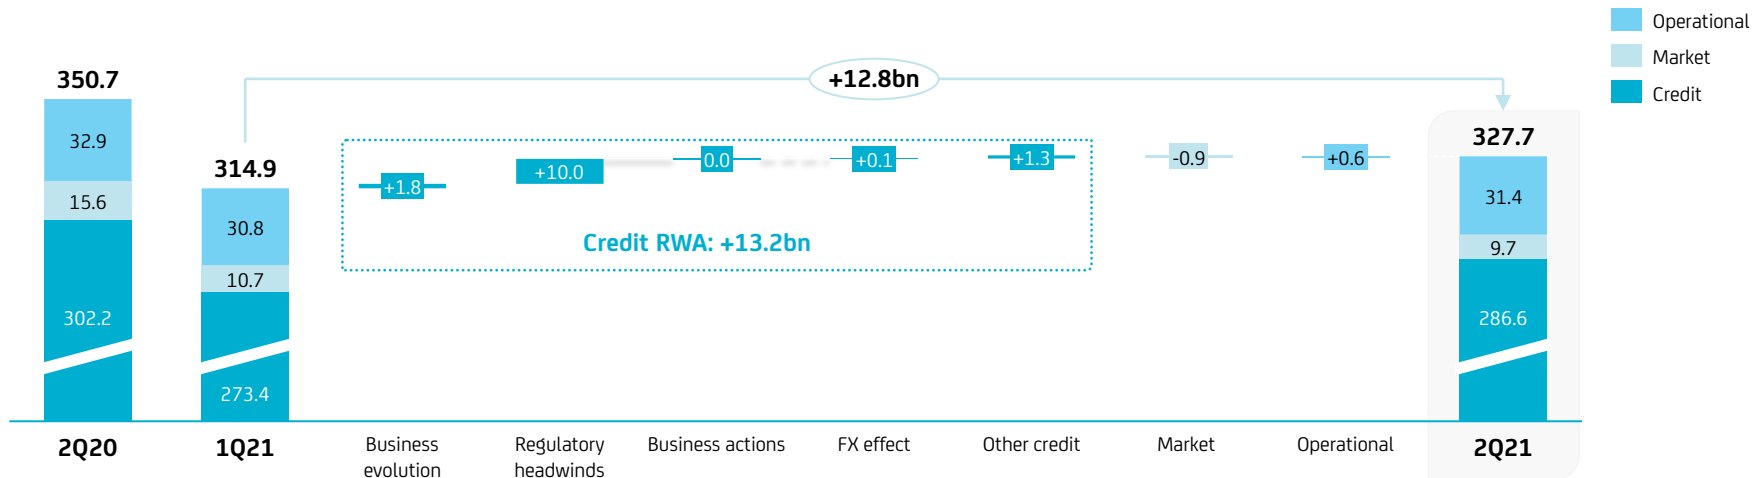 Operational
Market
Credit
+12.8bn
350.7
32.9
15.6
302.2
314.9
30.8
10.7
273.4
+1.8
+10.0
0.0
+0.1
+1.3
-0.9
+0.6
Credit RWA: +13.2bn
327.7
31.4
9.7
286.6
2Q20
1Q21
Business
evolution
Regulatory
headwinds
Business actions
FX effect
Other credit
Market
Operational
2Q21